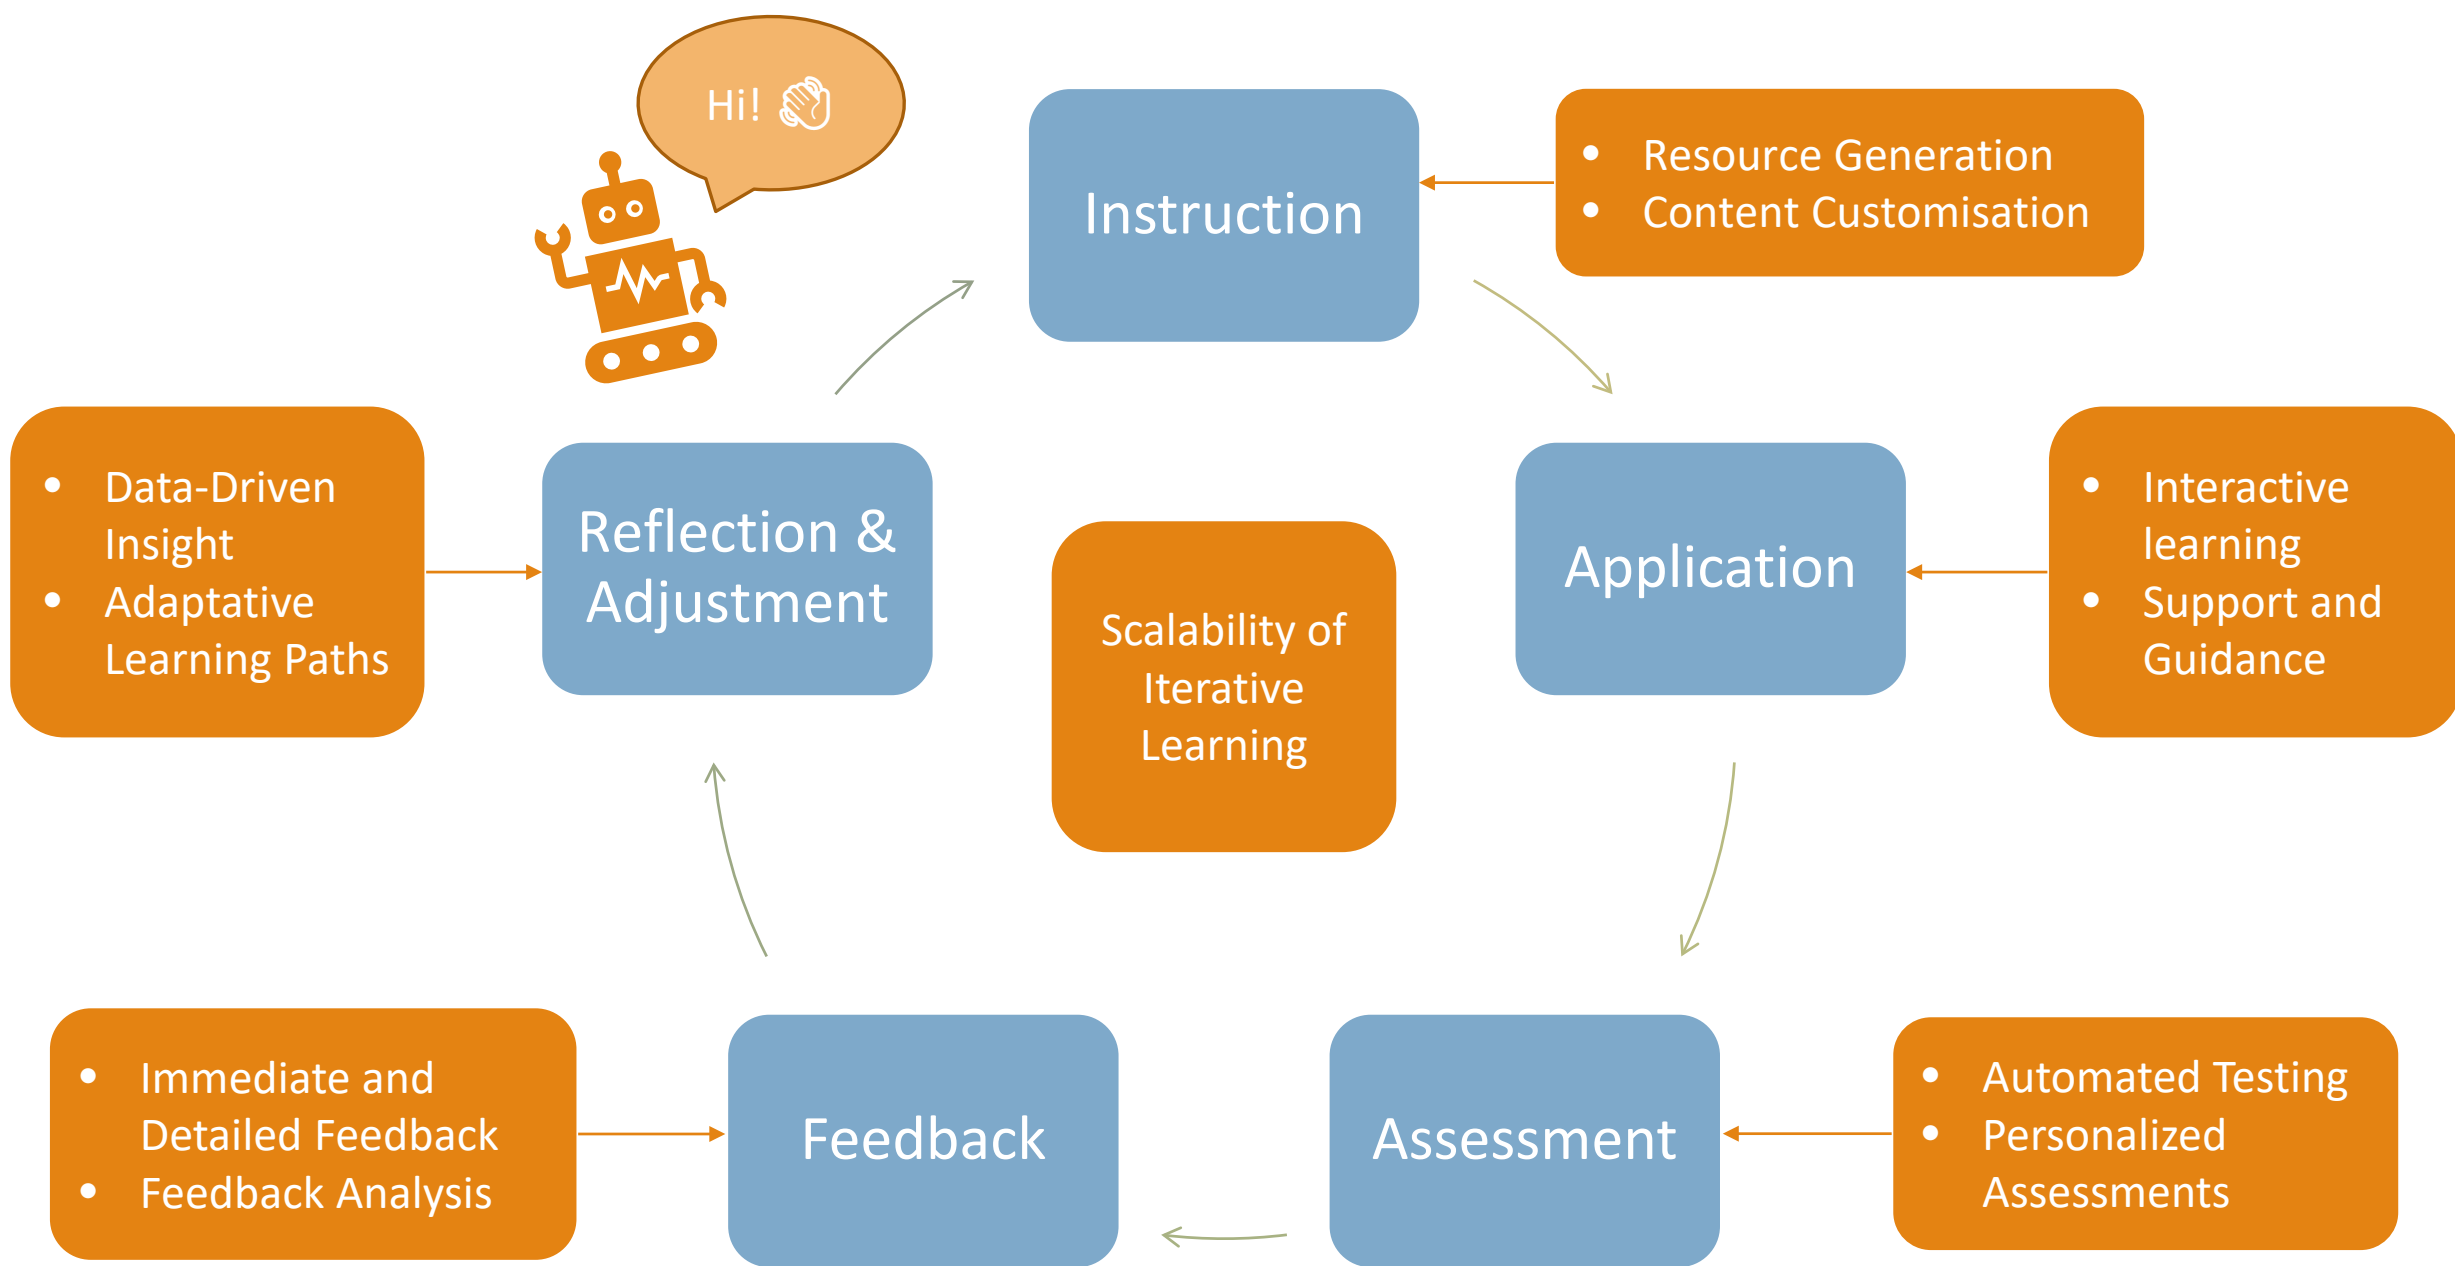 Hi! 👋
Instruction
• Resource Generation
• Content Customisation
• Data-Driven
Insight
• Adaptative
Learning Paths
Reflection &
Adjustment
Scalability of
Iterative
Learning
Application
• Interactive
learning
• Support and
Guidance
• Immediate and
Detailed Feedback
• Feedback Analysis
Feedback
Assessment
• Automated Testing
• Personalized
Assessments